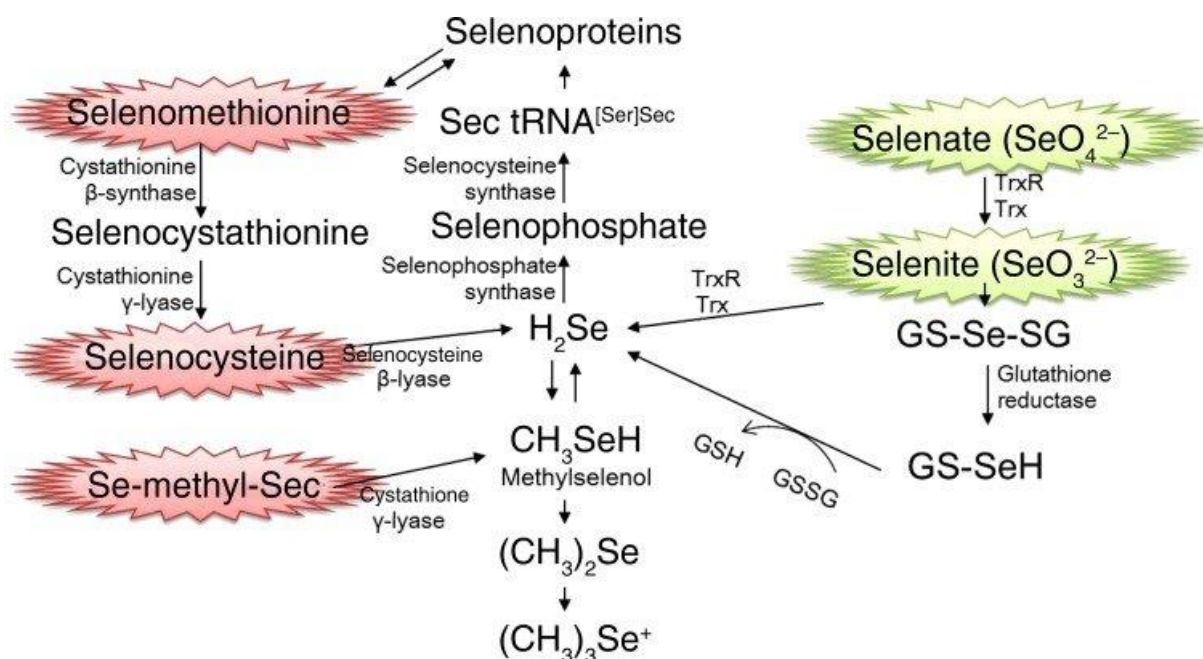 Selenoproteins
Selenomethionine
Sec tRNA[Ser]Sec
Selenate (SeO₄²⁻)
Cystathionine
β-synthase
Selenocysteine
synthase
TrxR
Trx
Selenocystathionine
Selenophosphate
Selenite (SeO₃²⁻)
Cystathionine
γ-lyase
Selenophosphate
synthase
TrxR
Trx
H₂Se
GS-Se-SG
Selenocysteine
Selenocysteine
β-lyase
Glutathione
reductase
CH₃SeH
Methylselenol
GSH
GSSG
GS-SeH
Se-methyl-Sec
Cystathione
γ-lyase
(CH₃)₂Se
(CH₃)₃Se⁺